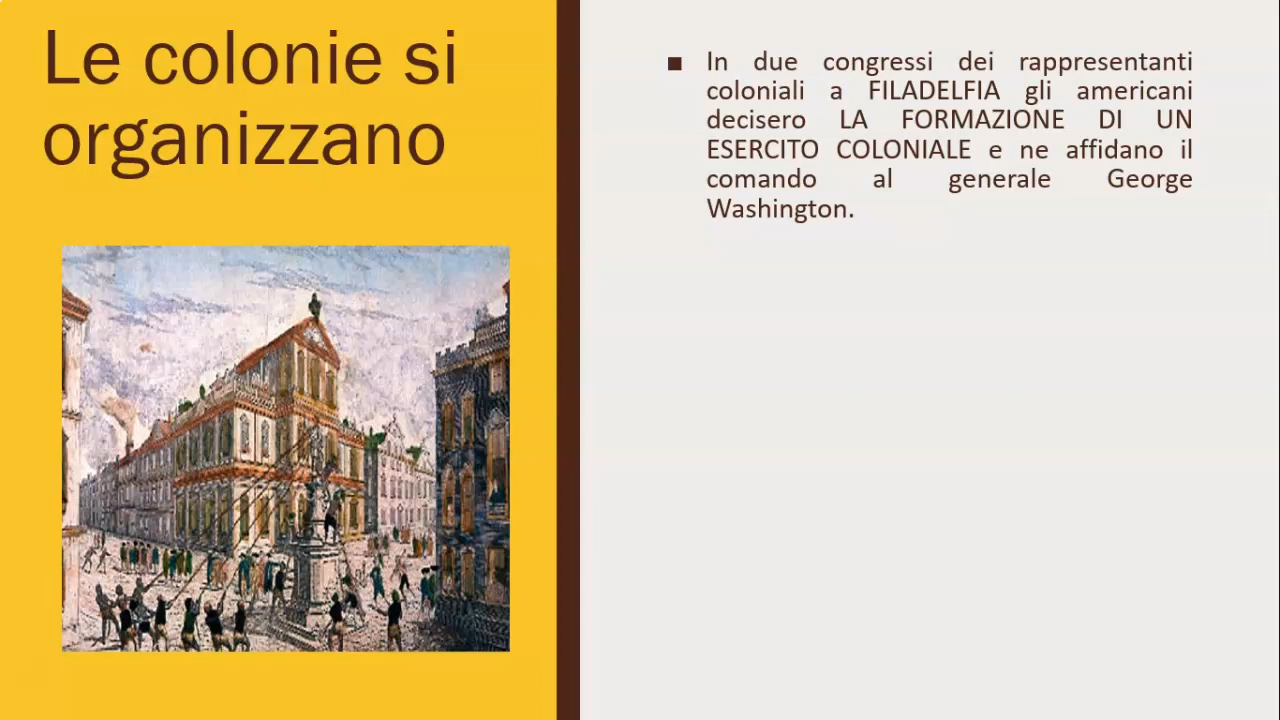 Le colonie si
organizzano
In due congressi dei rappresentanti
coloniali a FILADELFIA gli americani
decisero LA FORMAZIONE DI UN
ESERCITO COLONIALE e ne affidano il
comando al generale George
Washington.